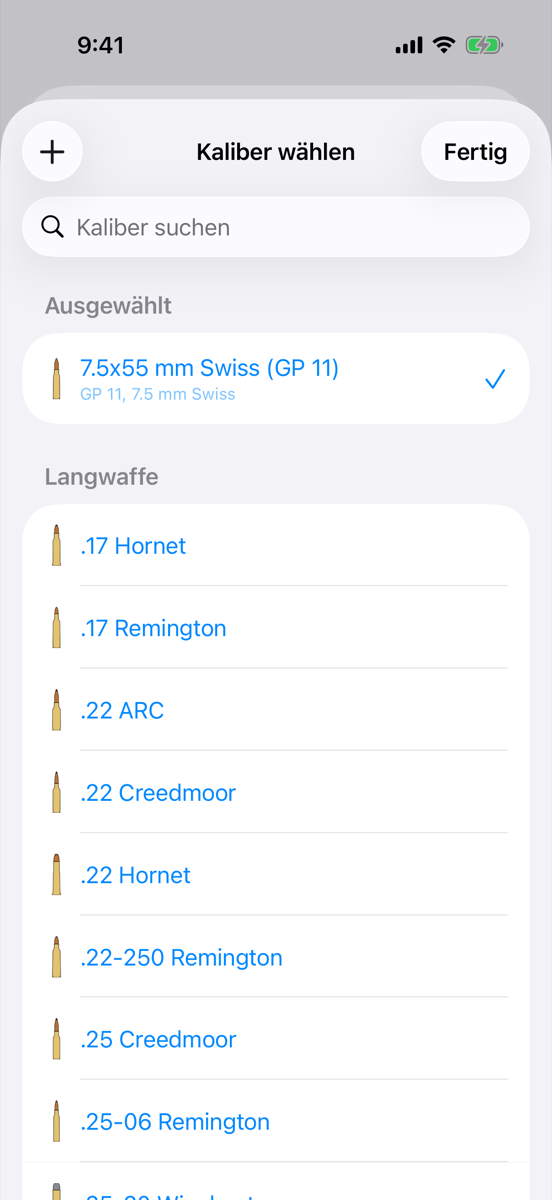 9:41
Kaliber wählen
Fertig
Kaliber suchen
Ausgewählt
7.5x55 mm Swiss (GP 11)
GP 11, 7.5 mm Swiss
Langwaffe
.17 Hornet
.17 Remington
.22 ARC
.22 Creedmoor
.22 Hornet
.22-250 Remington
.25 Creedmoor
.25-06 Remington